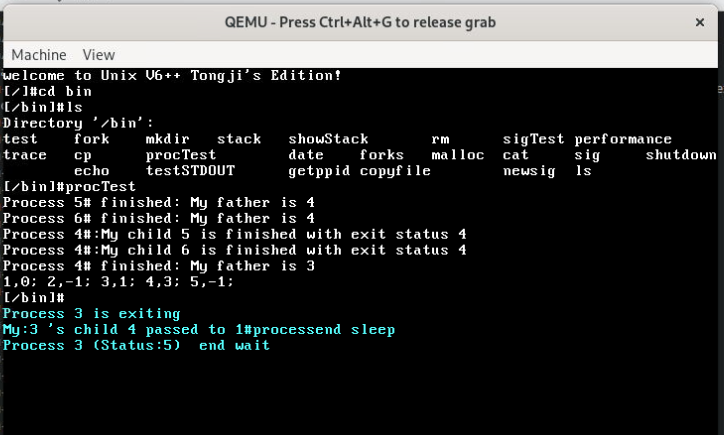 QEMU - Press Ctrl+Alt+G to release grab
×
Machine View
welcome to Unix V6++ Tongji's Edition!
[/]#cd bin
[/bin]#ls
Directory '/bin':
test fork mkdir stack showStack rm sigTest performance
trace cp procTest date forks malloc cat sig shutdown
echo testSTDOUT getppid copyfile newsig ls
[/bin]#procTest
Process 5# finished: My father is 4
Process 6# finished: My father is 4
Process 4#:My child 5 is finished with exit status 4
Process 4#:My child 6 is finished with exit status 4
Process 4# finished: My father is 3
1,0; 2,-1; 3,1; 4,3; 5,-1;
[/bin]#
Process 3 is exiting
My:3 's child 4 passed to 1#processend sleep
Process 3 (Status:5)  end wait